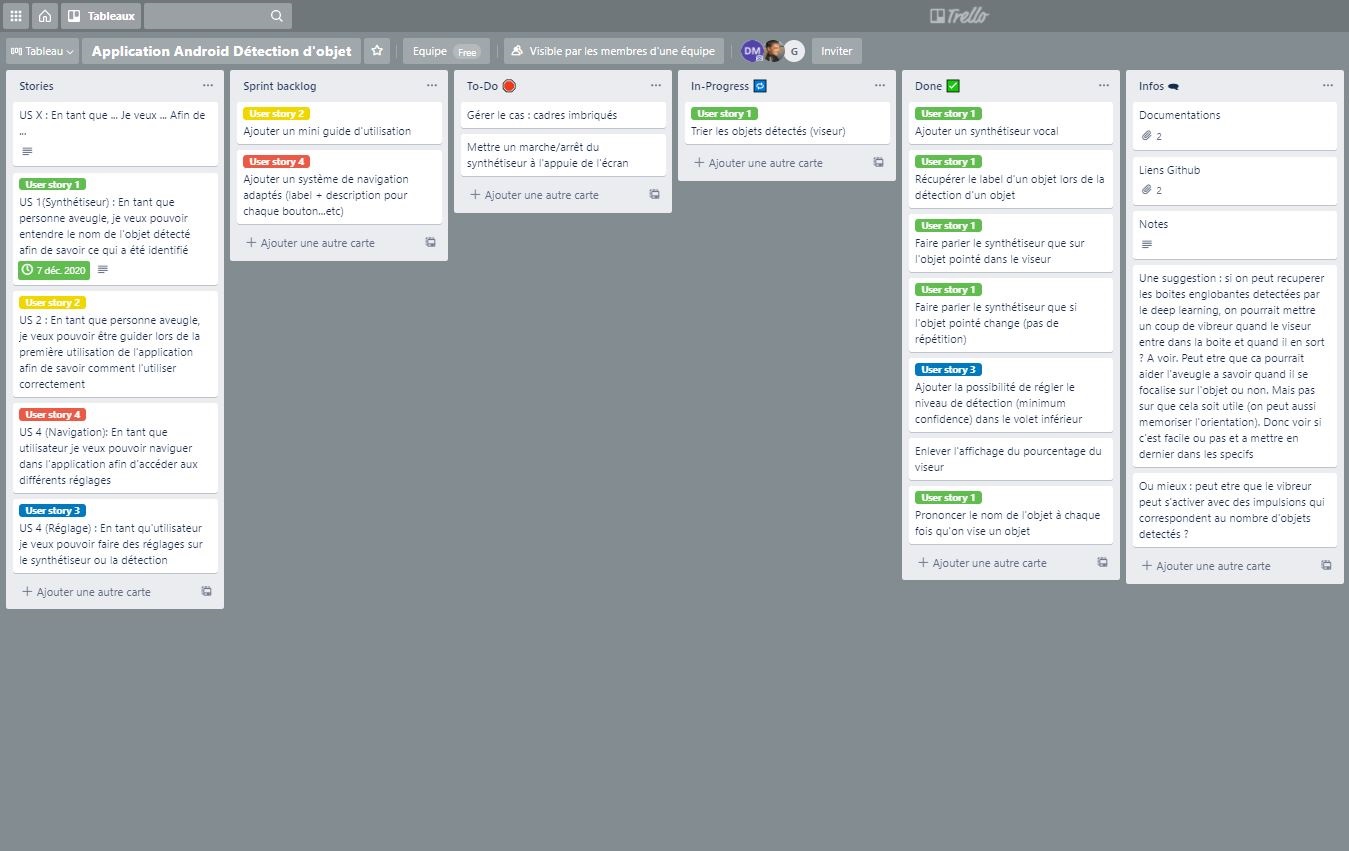 Tableaux
Trello
Tableau
Application Android Détection d'objet
Equipe Free
Visible par les membres d'une équipe
DM
G
Inviter
Stories
US X : En tant que ... Je veux ... Afin de
...
User story 1
US 1(Synthétiseur) : En tant que
personne aveugle, je veux pouvoir
entendre le nom de l'objet détecté
afin de savoir ce qui a été identifié
7 déc. 2020
User story 2
US 2 : En tant que personne aveugle,
je veux pouvoir être guider lors de la
première utilisation de l'application
afin de savoir comment l'utiliser
correctement
User story 4
US 4 (Navigation): En tant que
utilisateur je veux pouvoir naviguer
dans l'application afin d'accéder aux
différents réglages
User story 3
US 4 (Réglage) : En tant qu'utilisateur
je veux pouvoir faire des réglages sur
le synthétiseur ou la détection
+ Ajouter une autre carte
Sprint backlog
User story 2
Ajouter un mini guide d'utilisation
User story 4
Ajouter un système de navigation
adaptés (label + description pour
chaque bouton...etc)
+ Ajouter une autre carte
To-Do
Gérer le cas : cadres imbriqués
Mettre un marche/arrêt du
synthétiseur à l'appuie de l'écran
+ Ajouter une autre carte
In-Progress
User story 1
Trier les objets détectés (viseur)
+ Ajouter une autre carte
Done
User story 1
Ajouter un synthétiseur vocal
User story 1
Récupérer le label d'un objet lors de la
détection d'un objet
User story 1
Faire parler le synthétiseur que sur
l'objet pointé dans le viseur
User story 1
Faire parler le synthétiseur que si
l'objet pointé change (pas de
répétition)
User story 3
Ajouter la possibilité de régler le
niveau de détection (minimum
confidence) dans le volet inférieur
Enlever l'affichage du pourcentage du
viseur
User story 1
Prononcer le nom de l'objet à chaque
fois qu'on vise un objet
+ Ajouter une autre carte
Infos
Documentations
2
Liens Github
2
Notes
Une suggestion : si on peut recuperer
les boites englobantes detectées par
le deep learning, on pourrait mettre
un coup de vibreur quand le viseur
entre dans la boite et quand il en sort
? A voir. Peut etre que ca pourrait
aider l'aveugle a savoir quand il se
focalise sur l'objet ou non. Mais pas
sur que cela soit utile (on peut aussi
memoriser l'orientation). Donc voir si
c'est facile ou pas et a mettre en
dernier dans les specifs
Ou mieux : peut etre que le vibreur
peut s'activer avec des impulsions qui
correspondent au nombre d'objets
detectés ?
+ Ajouter une autre carte